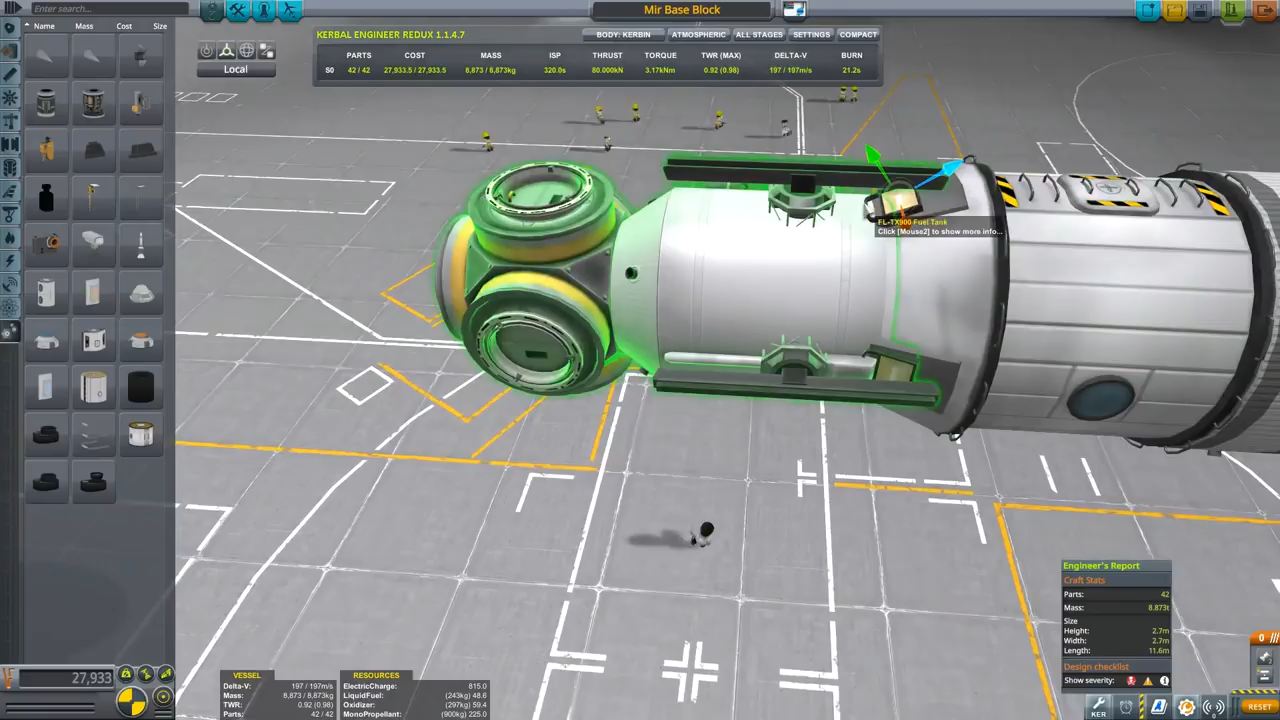 Enter search...
Mir Base Block
Name Mass Cost Size
Local
KERBAL ENGINEER REDUX 1.1.4.7
BODY: KERBIN ATMOSPHERIC ALL STAGES SETTINGS COMPACT
PARTS COST MASS ISP THRUST TORQUE TWR (MAX) DELTA-V BURN
S0 42 / 42 27,933.5 / 27,933.5 8,873 / 8,873kg 320.0s 80.000kN 3.17kNm 0.92 (0.98) 197 / 197m/s 21.2s
FL-TX900 Fuel Tank
Click [Mouse2] to show more info...
Engineer's Report
Craft Stats
Parts: 42
Mass: 8.873t
Size
Height: 2.7m
Width: 2.7m
Length: 11.6m
Design checklist
Show severity:
0
27,933
VESSEL
Delta-V: 197 / 197m/s
Mass: 8,873 / 8,873kg
TWR: 0.92 (0.98)
Parts: 42 / 42
RESOURCES
ElectricCharge: 815.0
LiquidFuel: (243kg) 48.6
Oxidizer: (297kg) 59.4
MonoPropellant: (900kg) 225.0
KER
RESET